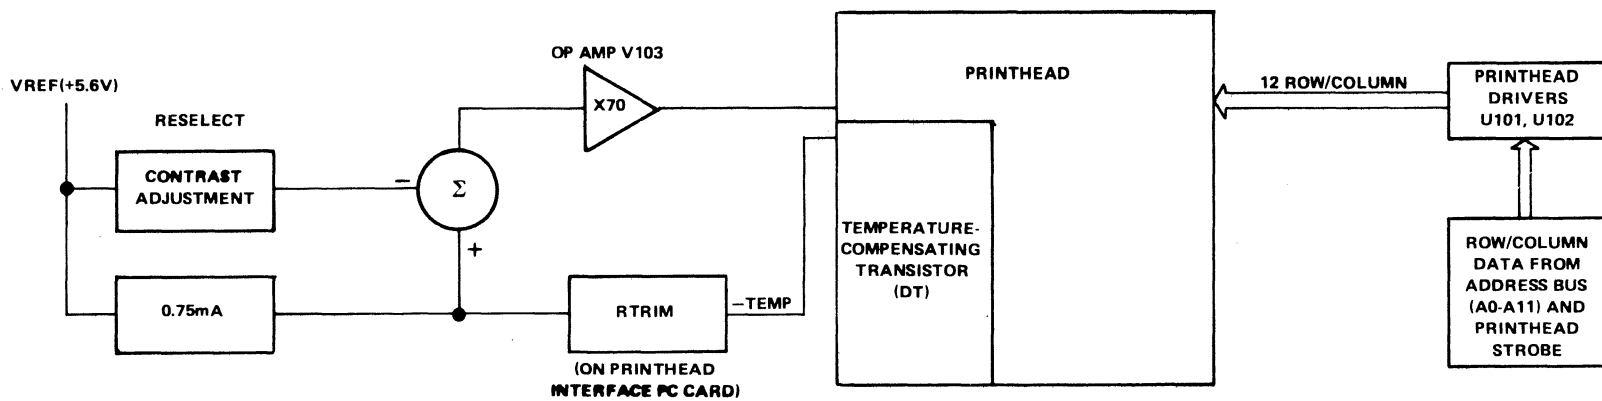 VREF(+5.6V)
RESELECT
CONTRAST
ADJUSTMENT
0.75mA
−
Σ
+
OP AMP V103
X70
RTRIM
(ON PRINTHEAD
INTERFACE PC CARD)
−TEMP
PRINTHEAD
TEMPERATURE-
COMPENSATING
TRANSISTOR
(DT)
12 ROW/COLUMN
PRINTHEAD
DRIVERS
U101, U102
ROW/COLUMN
DATA FROM
ADDRESS BUS
(A0-A11) AND
PRINTHEAD
STROBE